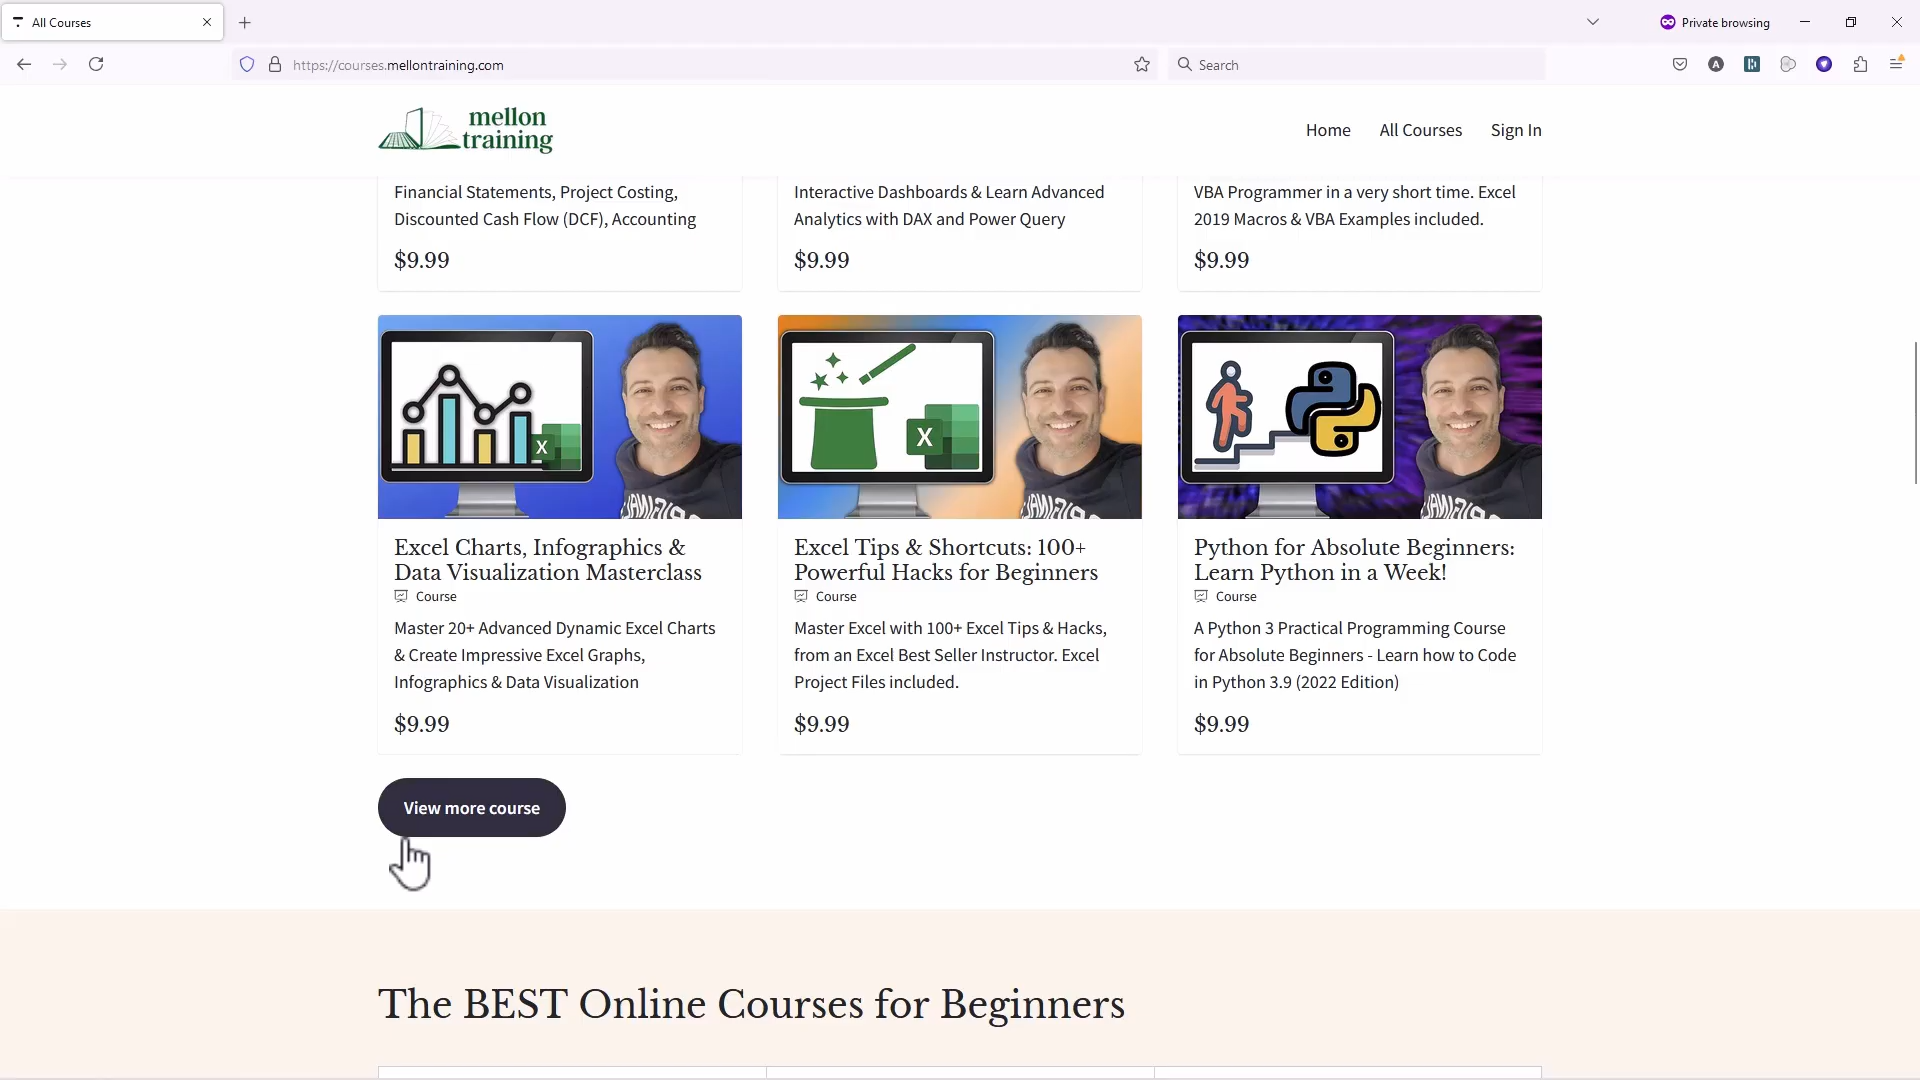 All Courses
Private browsing
https://courses.mellontraining.com
Search
mellon
training
Home
All Courses
Sign In
Financial Statements, Project Costing,
Discounted Cash Flow (DCF), Accounting
$9.99
Interactive Dashboards & Learn Advanced
Analytics with DAX and Power Query
$9.99
VBA Programmer in a very short time. Excel
2019 Macros & VBA Examples included.
$9.99
X
X
Excel Charts, Infographics &
Data Visualization Masterclass
Course
Master 20+ Advanced Dynamic Excel Charts
& Create Impressive Excel Graphs,
Infographics & Data Visualization
$9.99
Excel Tips & Shortcuts: 100+
Powerful Hacks for Beginners
Course
Master Excel with 100+ Excel Tips & Hacks,
from an Excel Best Seller Instructor. Excel
Project Files included.
$9.99
Python for Absolute Beginners:
Learn Python in a Week!
Course
A Python 3 Practical Programming Course
for Absolute Beginners - Learn how to Code
in Python 3.9 (2022 Edition)
$9.99
View more course
The BEST Online Courses for Beginners